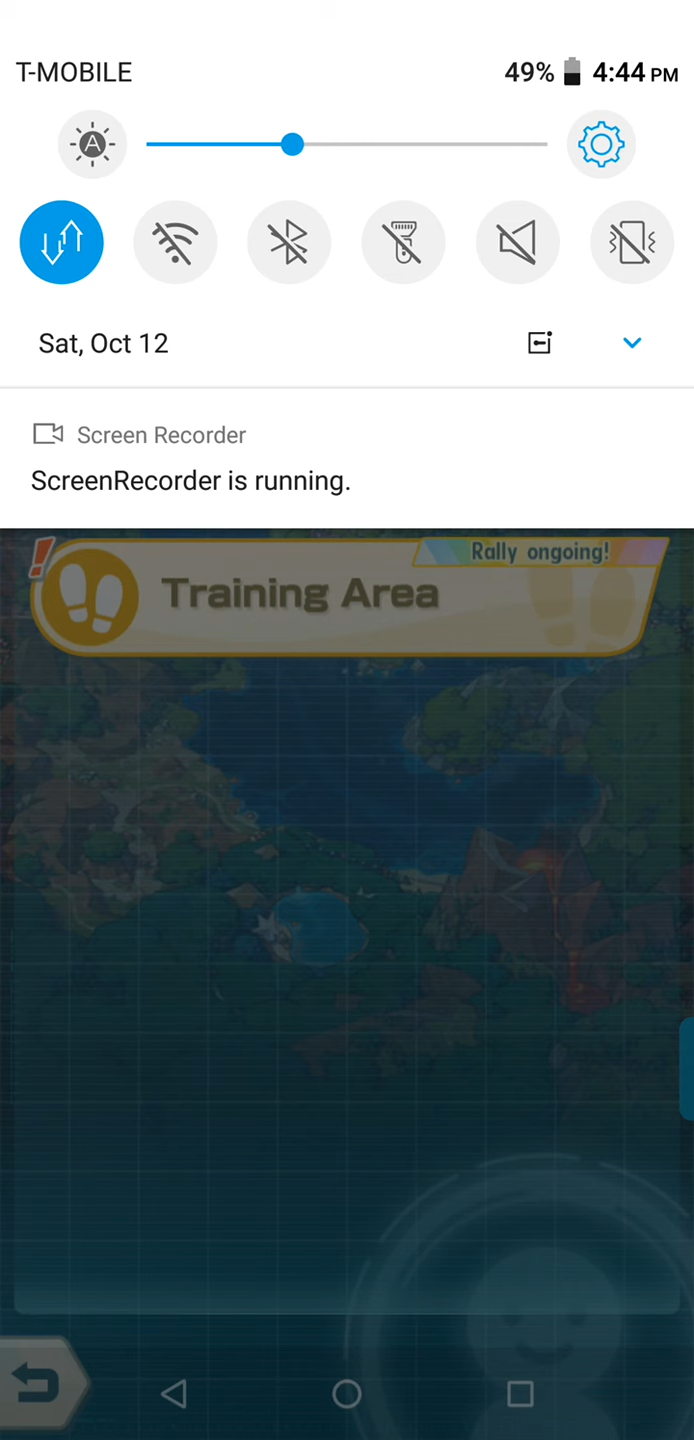 T-MOBILE 49% 4:44 PM
A
Sat, Oct 12
Screen Recorder
ScreenRecorder is running.
Rally ongoing!
Training Area